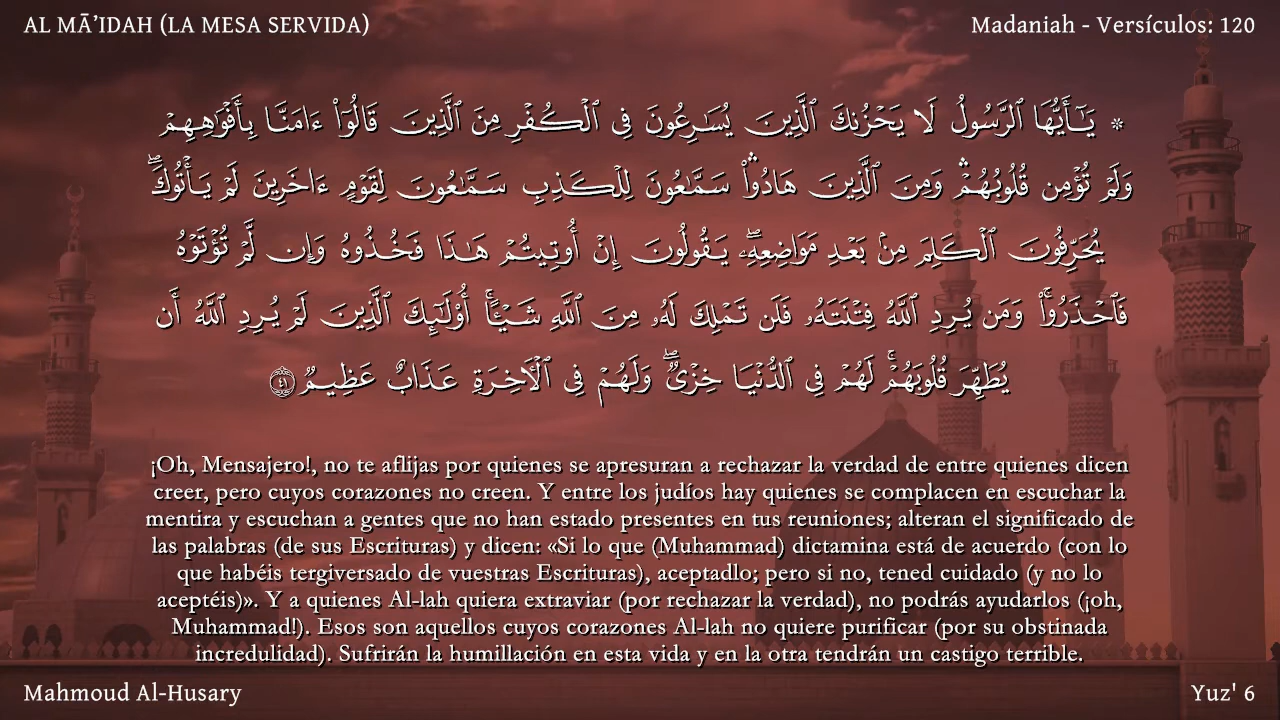 AL MĀ’IDAH (LA MESA SERVIDA)
Madaniah - Versículos: 120
۞ يَـٰٓأَيُّهَا ٱلرَّسُولُ لَا يَحْزُنكَ ٱلَّذِينَ يُسَـٰرِعُونَ فِى ٱلْكُفْرِ مِنَ ٱلَّذِينَ قَالُوٓا۟ ءَامَنَّا بِأَفْوَٰهِهِمْ
وَلَمْ تُؤْمِن قُلُوبُهُمْ ۛ وَمِنَ ٱلَّذِينَ هَادُوا۟ ۛ سَمَّـٰعُونَ لِلْكَذِبِ سَمَّـٰعُونَ لِقَوْمٍ ءَاخَرِينَ لَمْ يَأْتُوكَ ۖ
يُحَرِّفُونَ ٱلْكَلِمَ مِنۢ بَعْدِ مَوَاضِعِهِۦ ۖ يَقُولُونَ إِنْ أُوتِيتُمْ هَـٰذَا فَخُذُوهُ وَإِن لَّمْ تُؤْتَوْهُ
فَٱحْذَرُوا۟ ۚ وَمَن يُرِدِ ٱللَّهُ فِتْنَتَهُۥ فَلَن تَمْلِكَ لَهُۥ مِنَ ٱللَّهِ شَيْـًٔا ۚ أُو۟لَـٰٓئِكَ ٱلَّذِينَ لَمْ يُرِدِ ٱللَّهُ أَن
يُطَهِّرَ قُلُوبَهُمْ ۚ لَهُمْ فِى ٱلدُّنْيَا خِزْىٌ ۖ وَلَهُمْ فِى ٱلْـَٔاخِرَةِ عَذَابٌ عَظِيمٌ ٤١
¡Oh, Mensajero!, no te aflijas por quienes se apresuran a rechazar la verdad de entre quienes dicen
creer, pero cuyos corazones no creen. Y entre los judíos hay quienes se complacen en escuchar la
mentira y escuchan a gentes que no han estado presentes en tus reuniones; alteran el significado de
las palabras (de sus Escrituras) y dicen: «Si lo que (Muhammad) dictamina está de acuerdo (con lo
que habéis tergiversado de vuestras Escrituras), aceptadlo; pero si no, tened cuidado (y no lo
aceptéis)». Y a quienes Al-lah quiera extraviar (por rechazar la verdad), no podrás ayudarlos (¡oh,
Muhammad!). Esos son aquellos cuyos corazones Al-lah no quiere purificar (por su obstinada
incredulidad). Sufrirán la humillación en esta vida y en la otra tendrán un castigo terrible.
Mahmoud Al-Husary
Yuz' 6